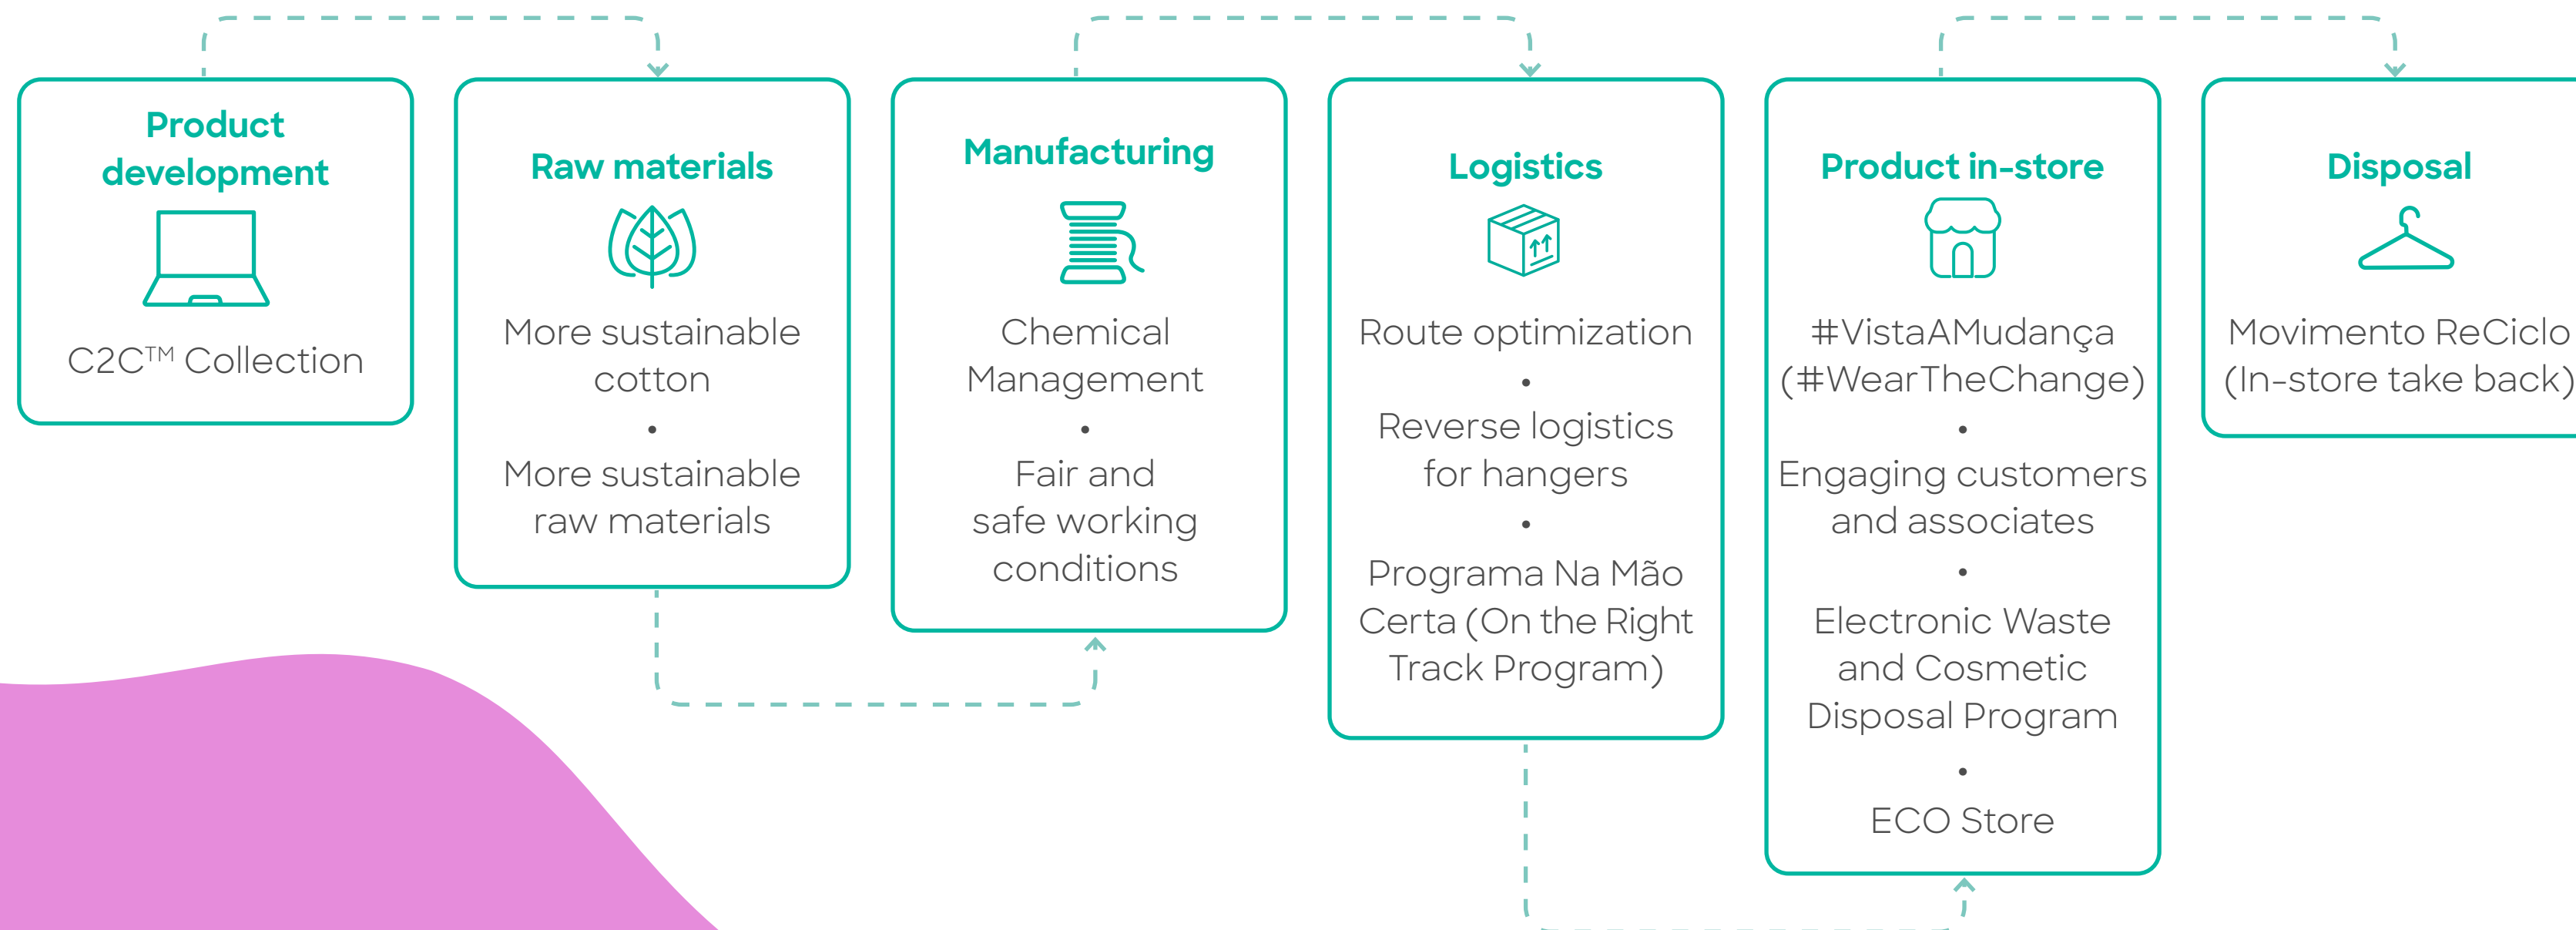 Product
development
C2C™ Collection
Raw materials
More sustainable
cotton
•
More sustainable
raw materials
Manufacturing
Chemical
Management
•
Fair and
safe working
conditions
Logistics
Route optimization
•
Reverse logistics
for hangers
•
Programa Na Mão
Certa (On the Right
Track Program)
Product in-store
#VistaAMudança
(#WearTheChange)
•
Engaging customers
and associates
•
Electronic Waste
and Cosmetic
Disposal Program
•
ECO Store
Disposal
Movimento ReCiclo
(In-store take back)